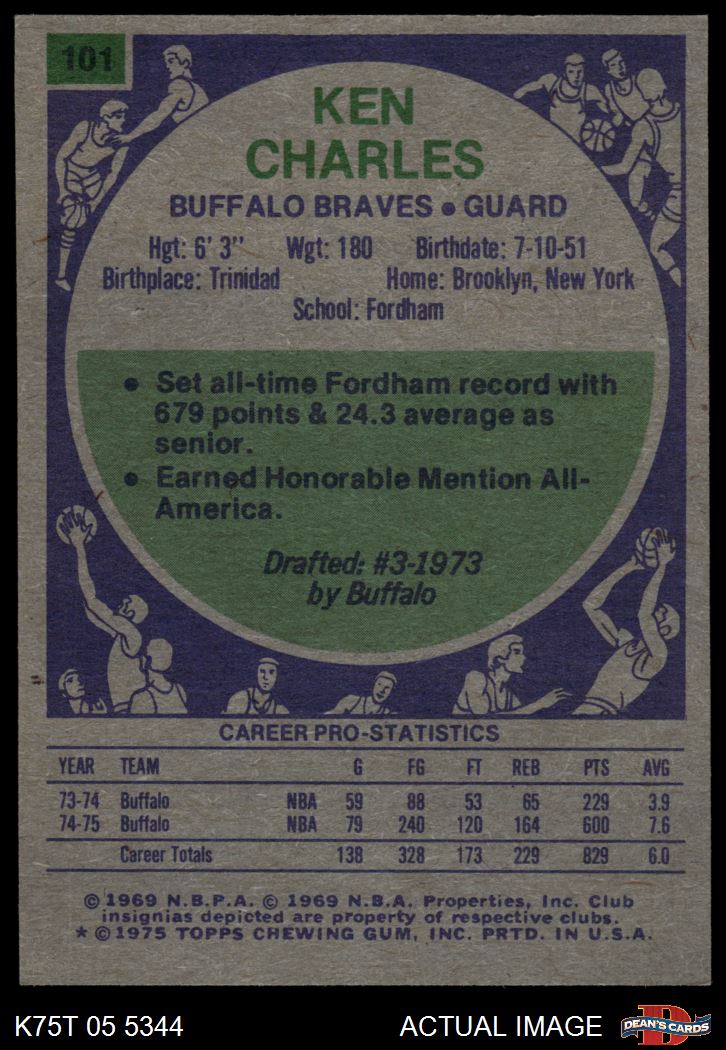 101
KEN
CHARLES
BUFFALO BRAVES • GUARD
Hgt: 6' 3" Wgt: 180 Birthdate: 7-10-51
Birthplace: Trinidad Home: Brooklyn, New York
School: Fordham
• Set all-time Fordham record with
679 points & 24.3 average as
senior.
• Earned Honorable Mention All-
America.
Drafted: #3-1973
by Buffalo
CAREER PRO-STATISTICS
YEAR TEAM G FG FT REB PTS AVG
73-74 Buffalo NBA 59 88 53 65 229 3.9
74-75 Buffalo NBA 79 240 120 164 600 7.6
Career Totals 138 328 173 229 829 6.0
© 1969 N.B.P.A. © 1969 N.B.A. Properties, Inc. Club
insignias depicted are property of respective clubs.
* © 1975 TOPPS CHEWING GUM, INC. PRTD. IN U.S.A.
K75T 05 5344 ACTUAL IMAGE D DEAN'S CARDS